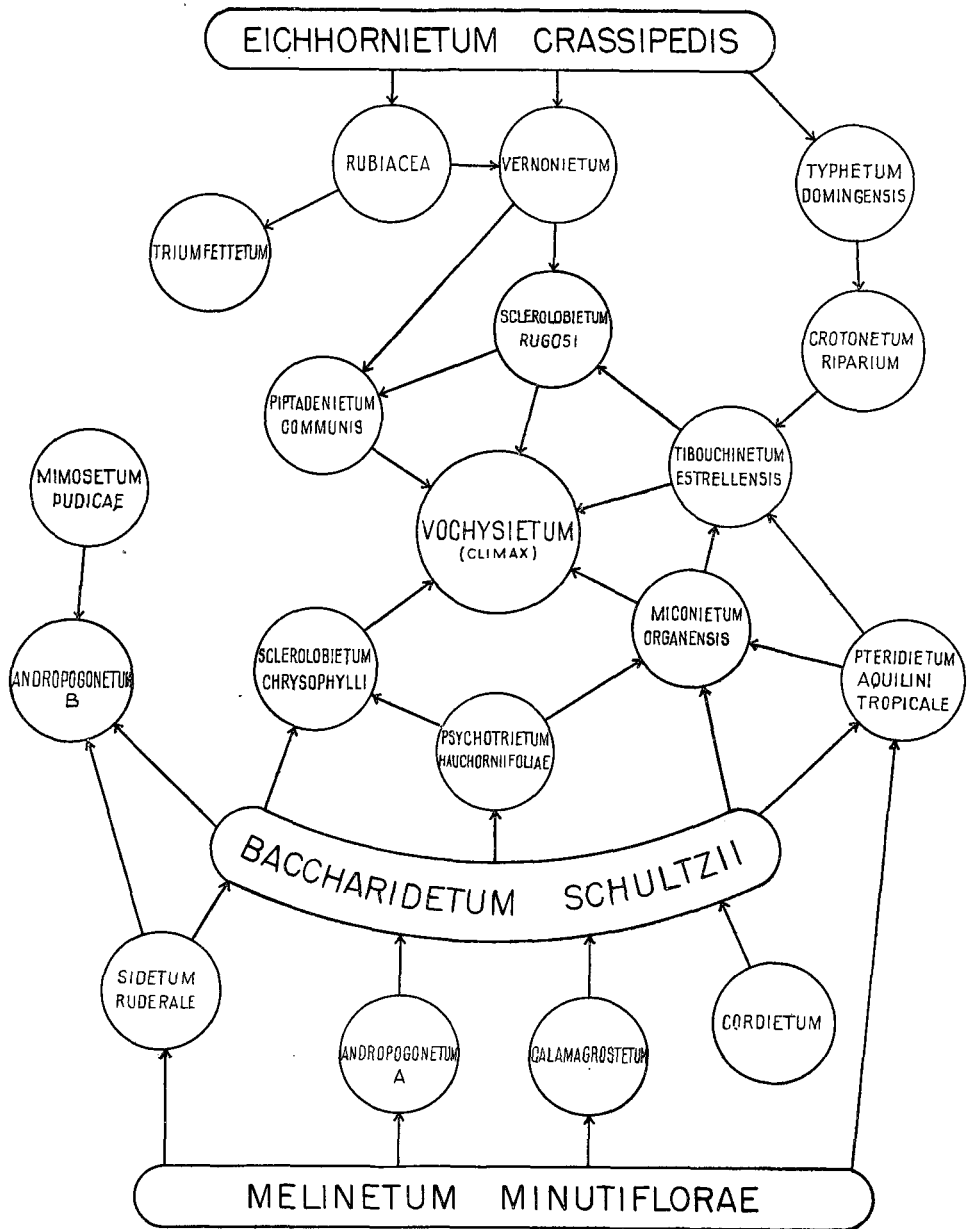 EICHHORNIETUM CRASSIPEDIS
RUBIACEA
VERNONIETUM
TYPHETUM
DOMINGENSIS
TRIUMFETTETUM
SCLEROLOBIETUM
RUGOSI
CROTONETUM
RIPARIUM
PIPTADENIETUM
COMMUNIS
TIBOUCHINETUM
ESTRELLENSIS
MIMOSETUM
PUDICAE
VOCHYSIETUM
(CLIMAX)
MICONIETUM
ORGANENSIS
SCLEROLOBIETUM
CHRYSOPHYLLI
PTERIDIETUM
AQUILINI
TROPICALE
ANDROPOGONETUM
B
PSYCHOTRIETUM
HAUCHORNIIFOLIAE
BACCHARIDETUM SCHULTZII
SIDETUM
RUDERALE
CORDIETUM
ANDROPOGONETUM
A
CALAMAGROSTETUM
MELINETUM MINUTIFLORAE